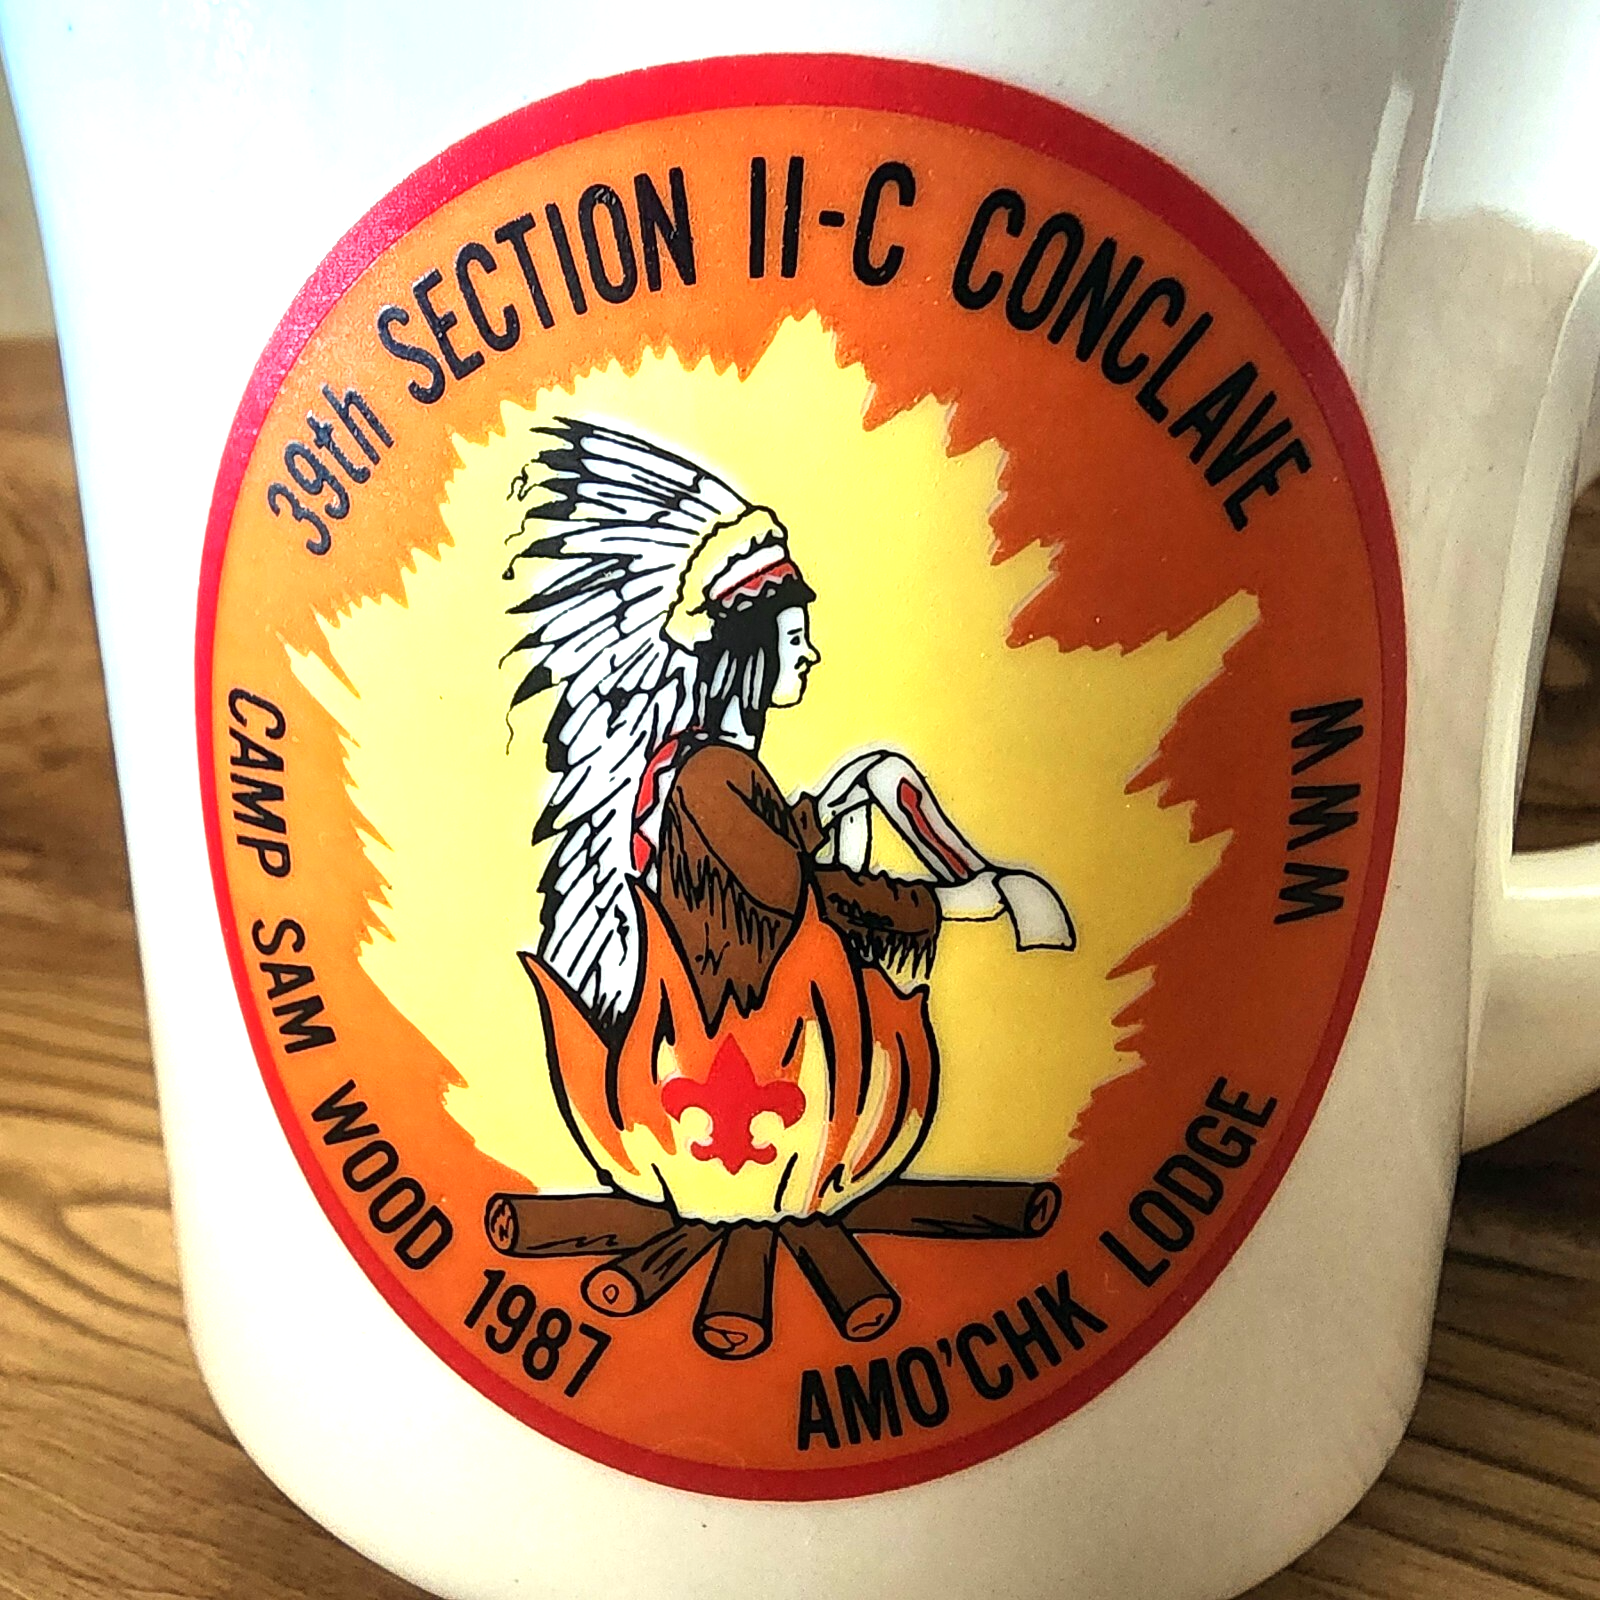 39th SECTION II-C CONCLAVE
WWW
CAMP SAM WOOD 1987
AMO'CHK LODGE